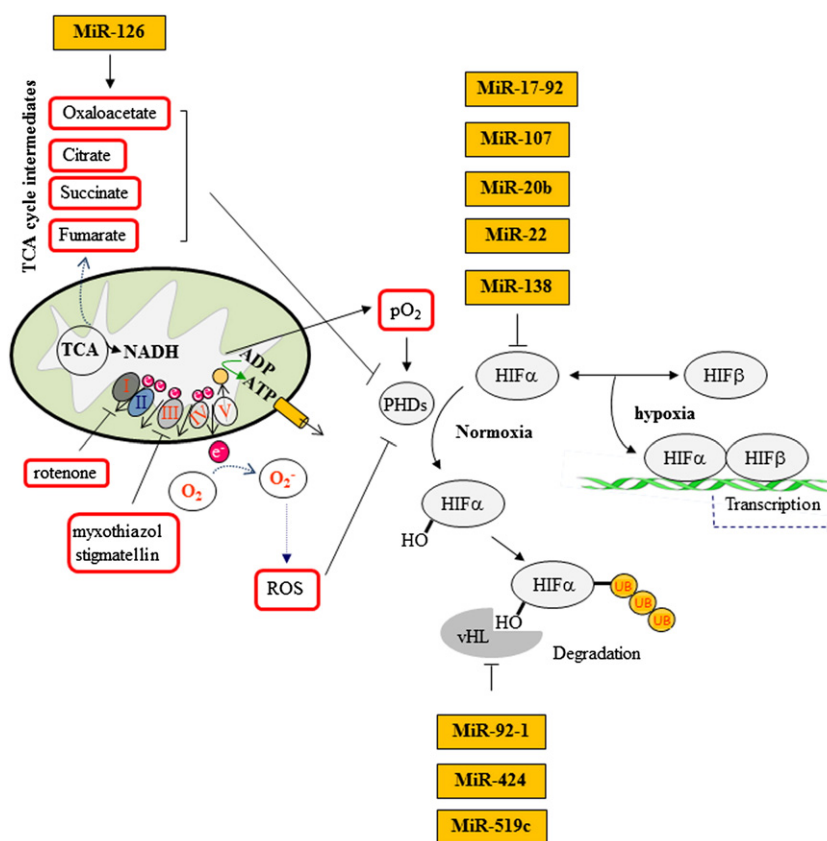 MiR-126
TCA cycle intermediates
Oxaloacetate
Citrate
Succinate
Fumarate
MiR-17-92
MiR-107
MiR-20b
MiR-22
MiR-138
pO₂
TCA
NADH
ADP
ATP
I
II
III
IV
V
e
e
e
e
e
e⁻
PHDs
HIFα
HIFβ
Normoxia
hypoxia
HIFα
HIFβ
Transcription
rotenone
O₂
O₂⁻
myxothiazol
stigmatellin
ROS
HIFα
HO
HIFα
UB
UB
UB
HO
vHL
Degradation
MiR-92-1
MiR-424
MiR-519c